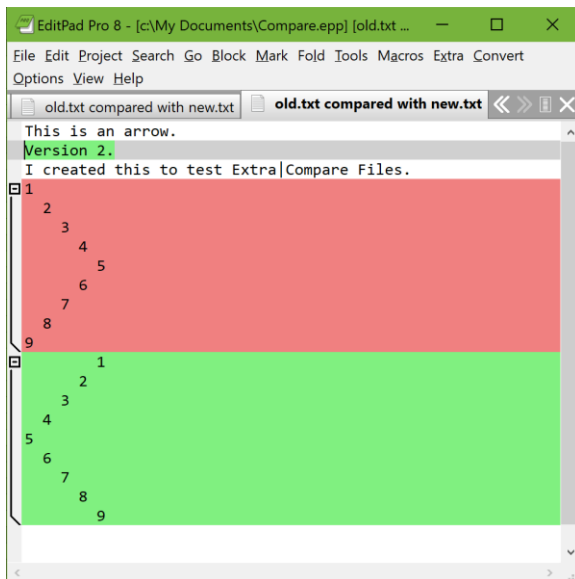 EditPad Pro 8 - [c:\My Documents\Compare.epp] [old.txt ...
File Edit Project Search Go Block Mark Fold Tools Macros Extra Convert
Options View Help
old.txt compared with new.txt old.txt compared with new.txt
This is an arrow.
Version 2.
I created this to test Extra|Compare Files.
1
2
3
4
5
6
7
8
9
1
2
3
4
5
6
7
8
9